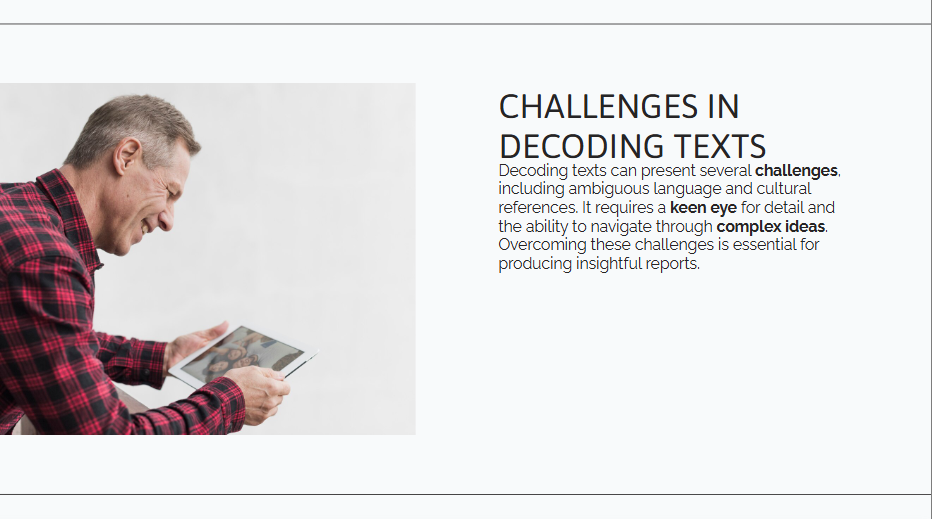 CHALLENGES IN
DECODING TEXTS
Decoding texts can present several challenges,
including ambiguous language and cultural
references. It requires a keen eye for detail and
the ability to navigate through complex ideas.
Overcoming these challenges is essential for
producing insightful reports.